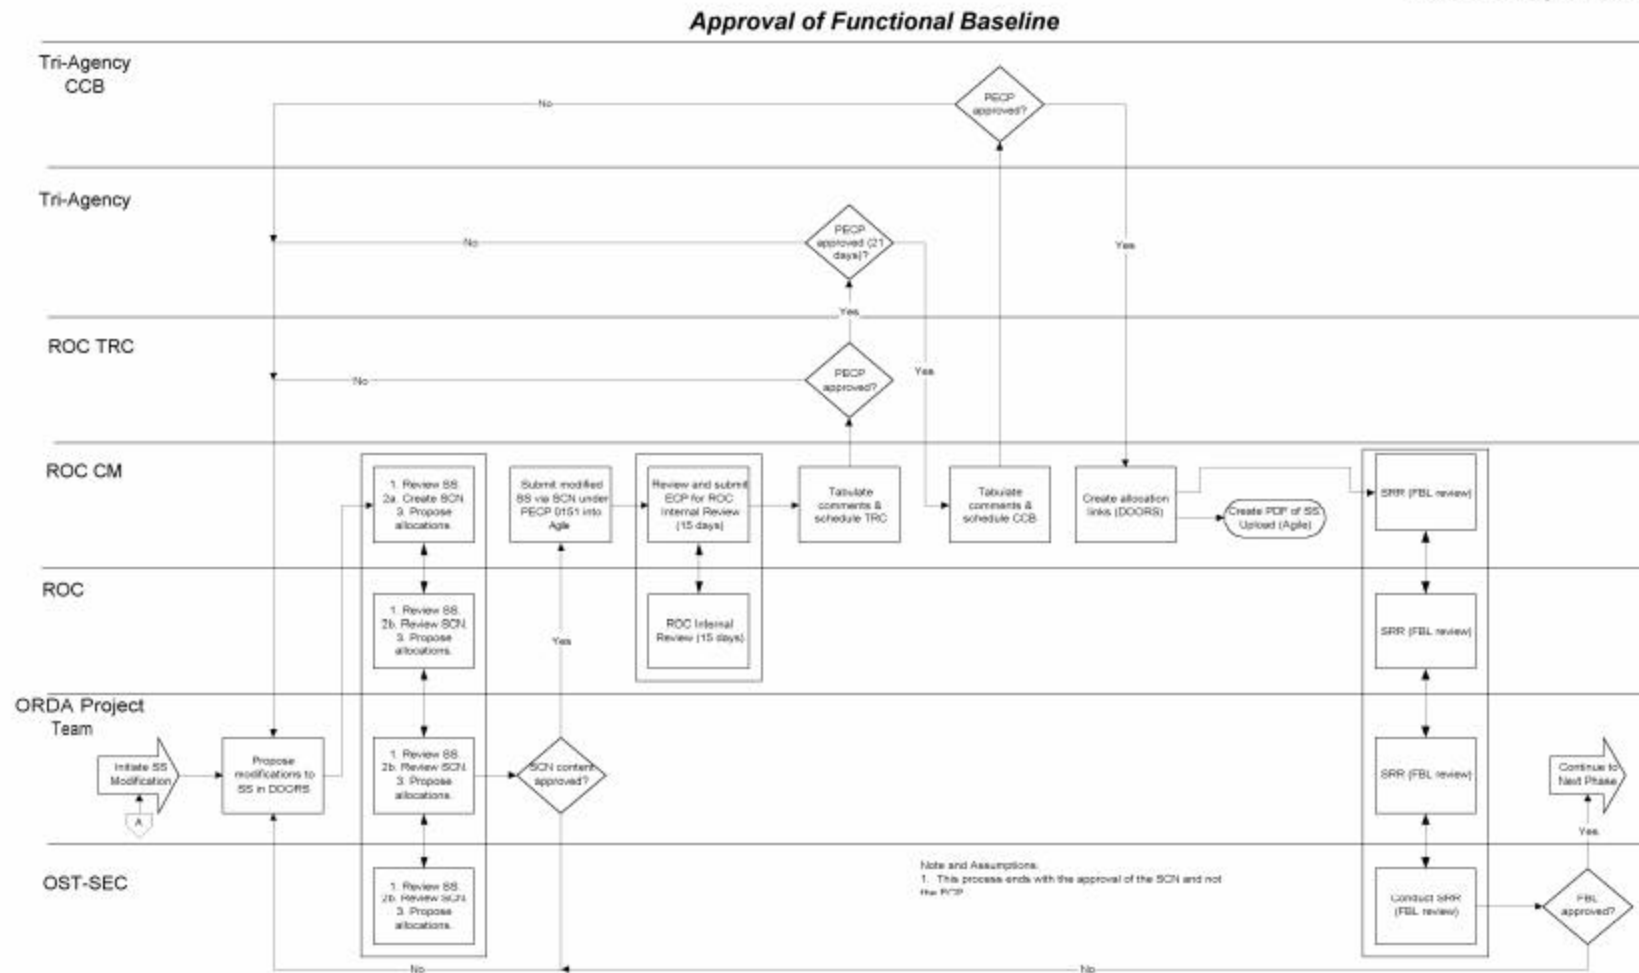 Approval of Functional Baseline
Tri-Agency
CCB
PECP
approved?
No
Tri-Agency
PECP
approved (21
days)?
No
Yes
Yes
ROC TRC
PECP
approved?
No
Yes
ROC CM
1. Review SS.
2a. Create SCN
3. Propose
allocations.
Submit modified
SS via SCN under
PECP 0151 into
Agile
Review and submit
ECP for ROC
Internal Review
(15 days)
Tabulate
comments &
schedule TRC
Tabulate
comments &
schedule CCB
Create allocation
links (DOORS)
Create PDF of SS
Upload (Agile)
SRR (FBL review)
ROC
1. Review SS.
2b. Review SCN.
3. Propose
allocations.
Yes
ROC Internal
Review (15 days)
SRR (FBL review)
ORDA Project
Team
Initiate SS
Modification
A
Propose
modifications to
SS in DOORS
1. Review SS.
2b. Review SCN.
3. Propose
allocations.
SCN content
approved?
SRR (FBL review)
Continue to
Next Phase
Yes
OST-SEC
1. Review SS.
2b. Review SCN.
3. Propose
allocations.
Note and Assumptions:
1. This process ends with the approval of the SCN and not
the ECP
Conduct SRR
(FBL review)
FBL
approved?
No
No